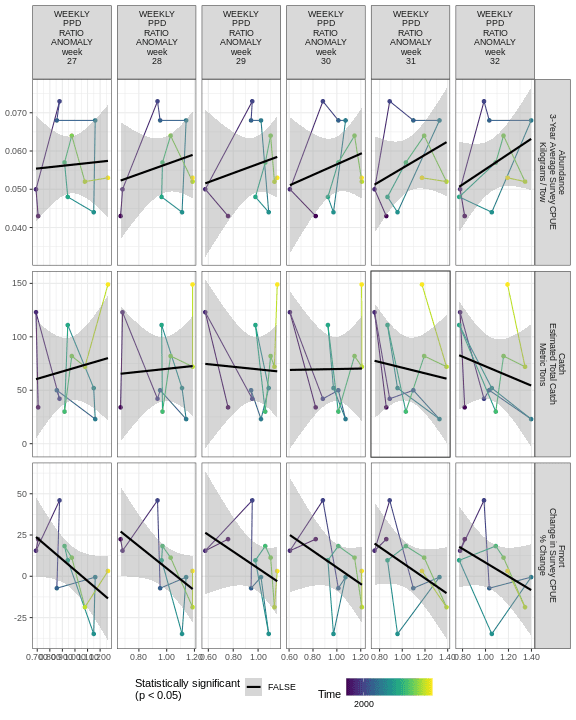 WEEKLY WEEKLY WEEKLY WEEKLY WEEKLY WEEKLY
PPD PPD PPD PPD PPD PPD
RATIO RATIO RATIO RATIO RATIO RATIO
ANOMALY ANOMALY ANOMALY ANOMALY ANOMALY ANOMALY
week week week week week week
27 28 29 30 31 32
0.070
0.060
0.050
0.040
Abundance
3-Year Average Survey CPUE
Kilograms / Tow
150
100
50
0
Catch
Estimated Total Catch
Metric Tons
50
25
0
-25
Fmort
Change in Survey CPUE
% Change
0.80 1.00 1.20 0.60 0.80 1.00 0.60 0.80 1.00 1.20 0.80 1.00 1.20 1.40 0.80 1.00 1.20 1.40
Statistically significant
(p < 0.05)
FALSE
Time
2000